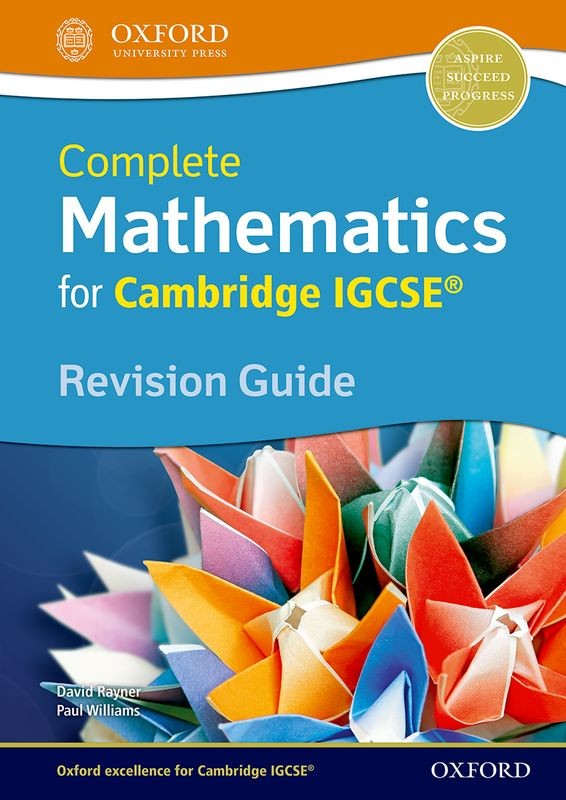 OXFORD
UNIVERSITY PRESS
ASPIRE
SUCCEED
PROGRESS
Complete
Mathematics
for Cambridge IGCSE®
Revision Guide
David Rayner
Paul Williams
Oxford excellence for Cambridge IGCSE®
OXFORD